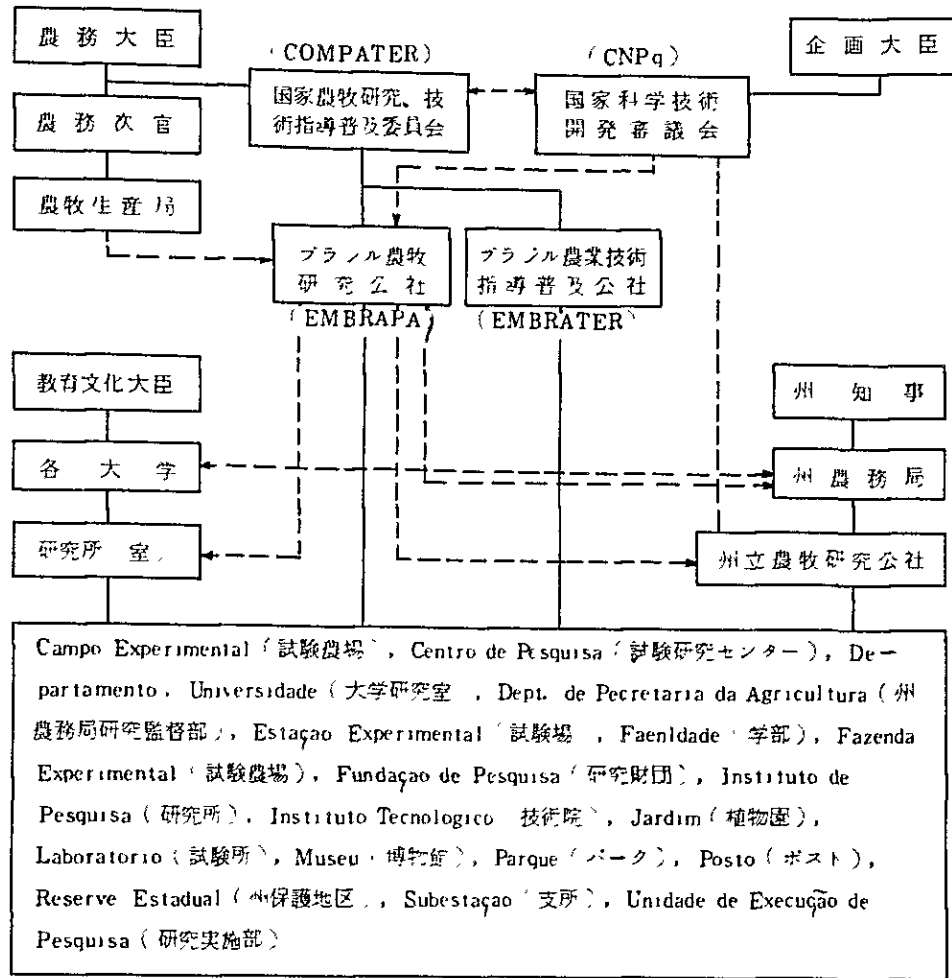 農務大臣
(COMPATER)
(CNPq)
企画大臣
国家農牧研究、技
術指導普及委員会
国家科学技術
開発審議会
農務次官
農牧生産局
ブラジル農牧
研究公社
(EMBRAPA)
ブラジル農業技術
指導普及公社
(EMBRATER)
教育文化大臣
州知事
各大学
州農務局
研究所室)
州立農牧研究公社
Campo Experimental (試験農場), Centro de Pesquisa (試験研究センター), De-
partamento, Universidade (大学研究室, Dept. de Pecretaria da Agricultura (州
農務局研究監督部), Estaçao Experimental (試験場, Faenldade (学部), Fazenda
Experimental (試験農場), Fundaçao de Pesquisa (研究財団), Instituto de
Pesquisa (研究所), Instituto Tecnologico 技術院), Jardim (植物園),
Laboratorio (試験所), Museu (博物館), Parque (パーク), Posto (ポスト),
Reserve Estadual (州保護地区), Subestaçao (支所), Unidade de Execução de
Pesquisa (研究実施部)